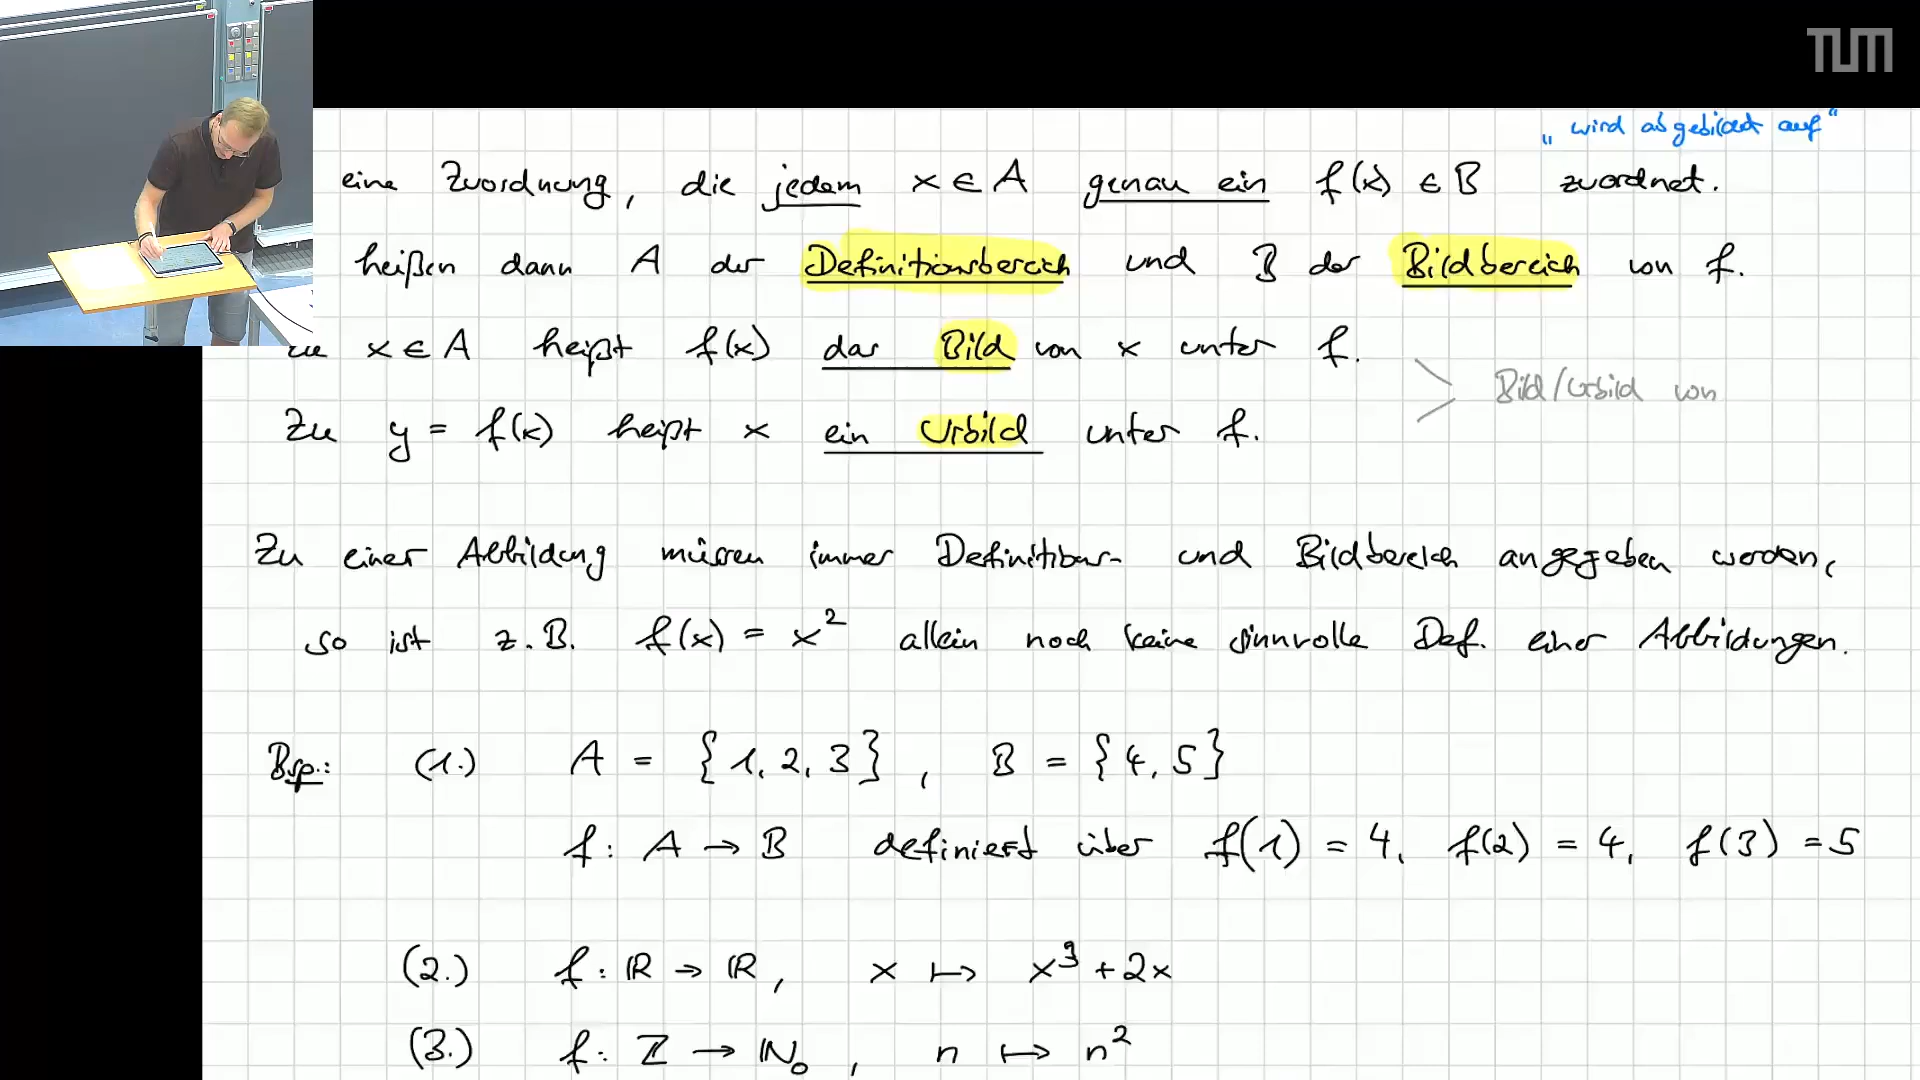 TUM
„wird abgebildet auf“
eine Zuordnung, die jedem x ∈ A genau ein f(x) ∈ B zuordnet.
heißen dann A der Definitionsbereich und B der Bildbereich von f.
x ∈ A heißt f(x) das Bild von x unter f.
Bild/Urbild von
Zu y = f(x) heißt x ein Urbild unter f.
Zu einer Abbildung müssen immer Definitions- und Bildbereich angegeben werden,
so ist z.B. f(x) = x² allein noch keine sinnvolle Def. einer Abbildungen.
Bsp.: (1.) A = {1, 2, 3}, B = {4, 5}
f: A → B definiert über f(1) = 4, f(2) = 4, f(3) = 5
(2.) f: ℝ → ℝ, x ↦ x³ + 2x
(3.) f: ℤ → ℕ₀, n ↦ n²